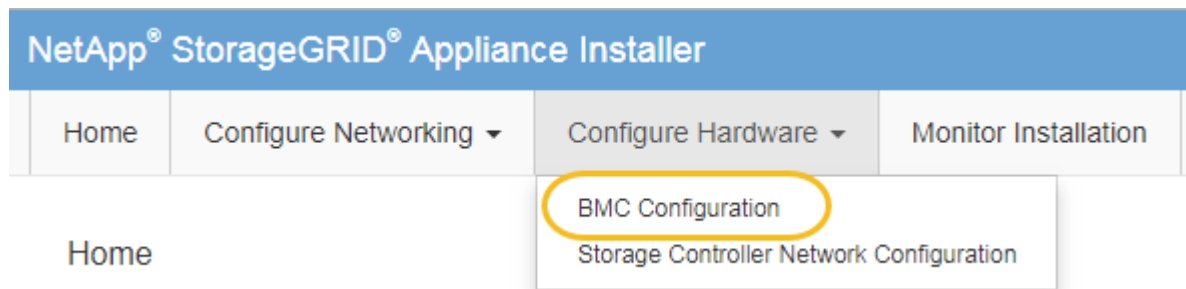 NetApp® StorageGRID® Appliance Installer
Home Configure Networking Configure Hardware Monitor Installation
BMC Configuration
Home
Storage Controller Network Configuration